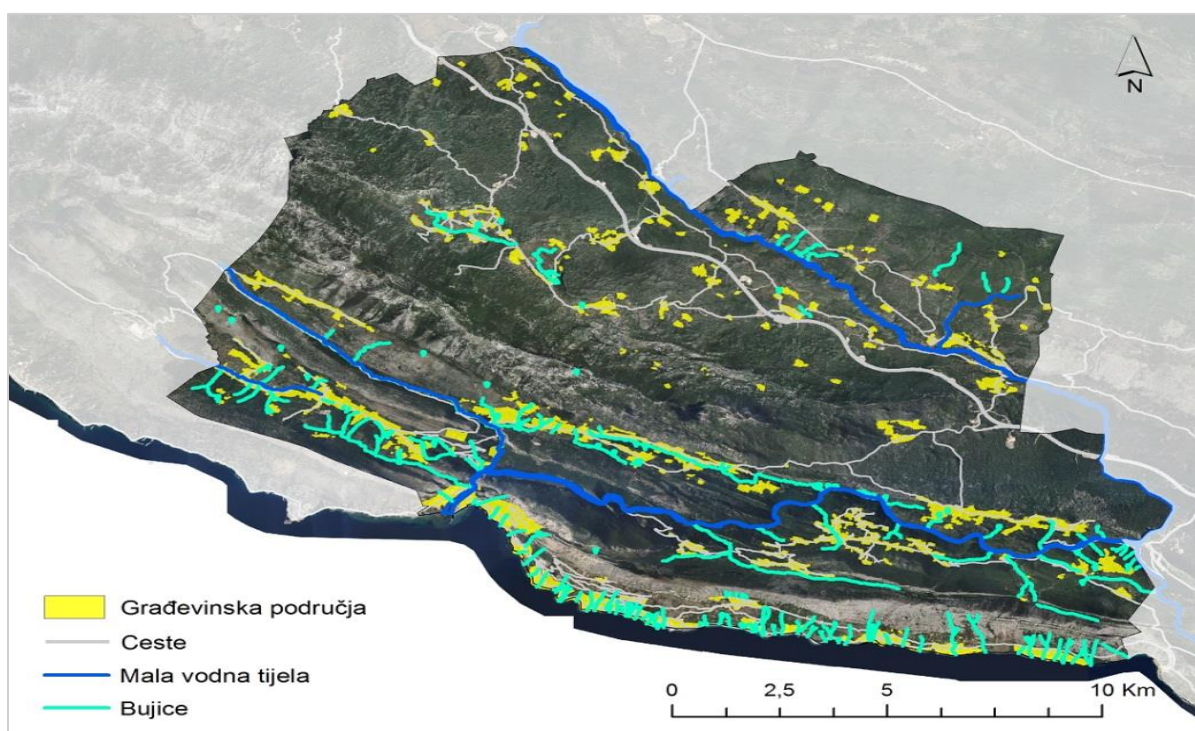 N
Građevinska područja
Ceste
Mala vodna tijela
Bujice
0 2,5 5 10 Km